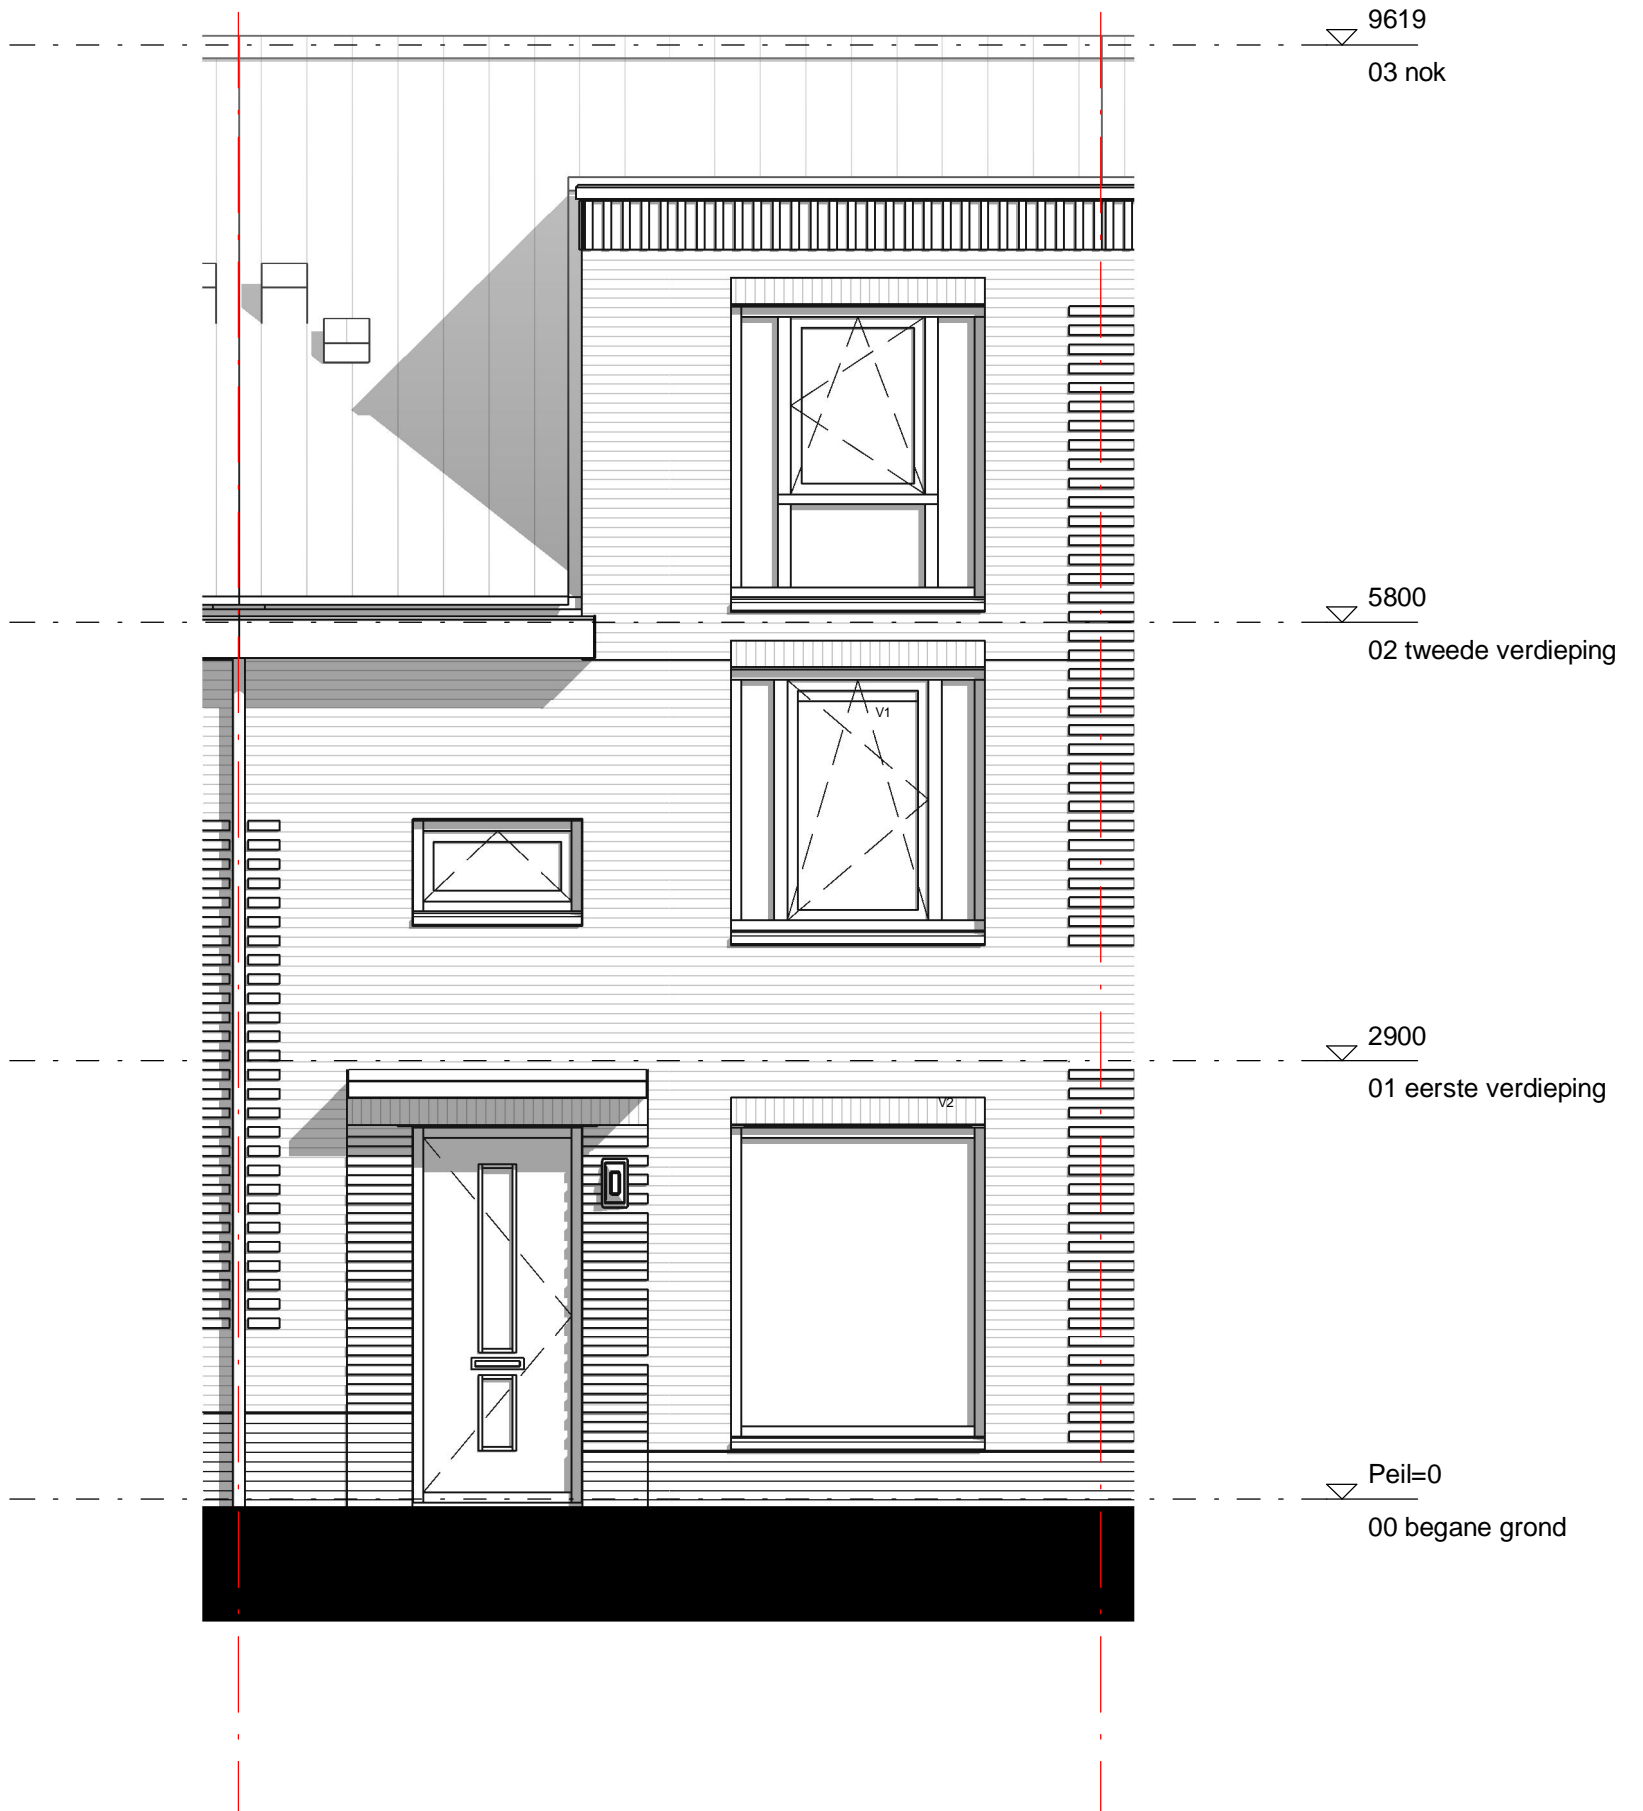 9619
03 nok
5800
02 tweede verdieping
V1
2900
01 eerste verdieping
V2
Peil=0
00 begane grond